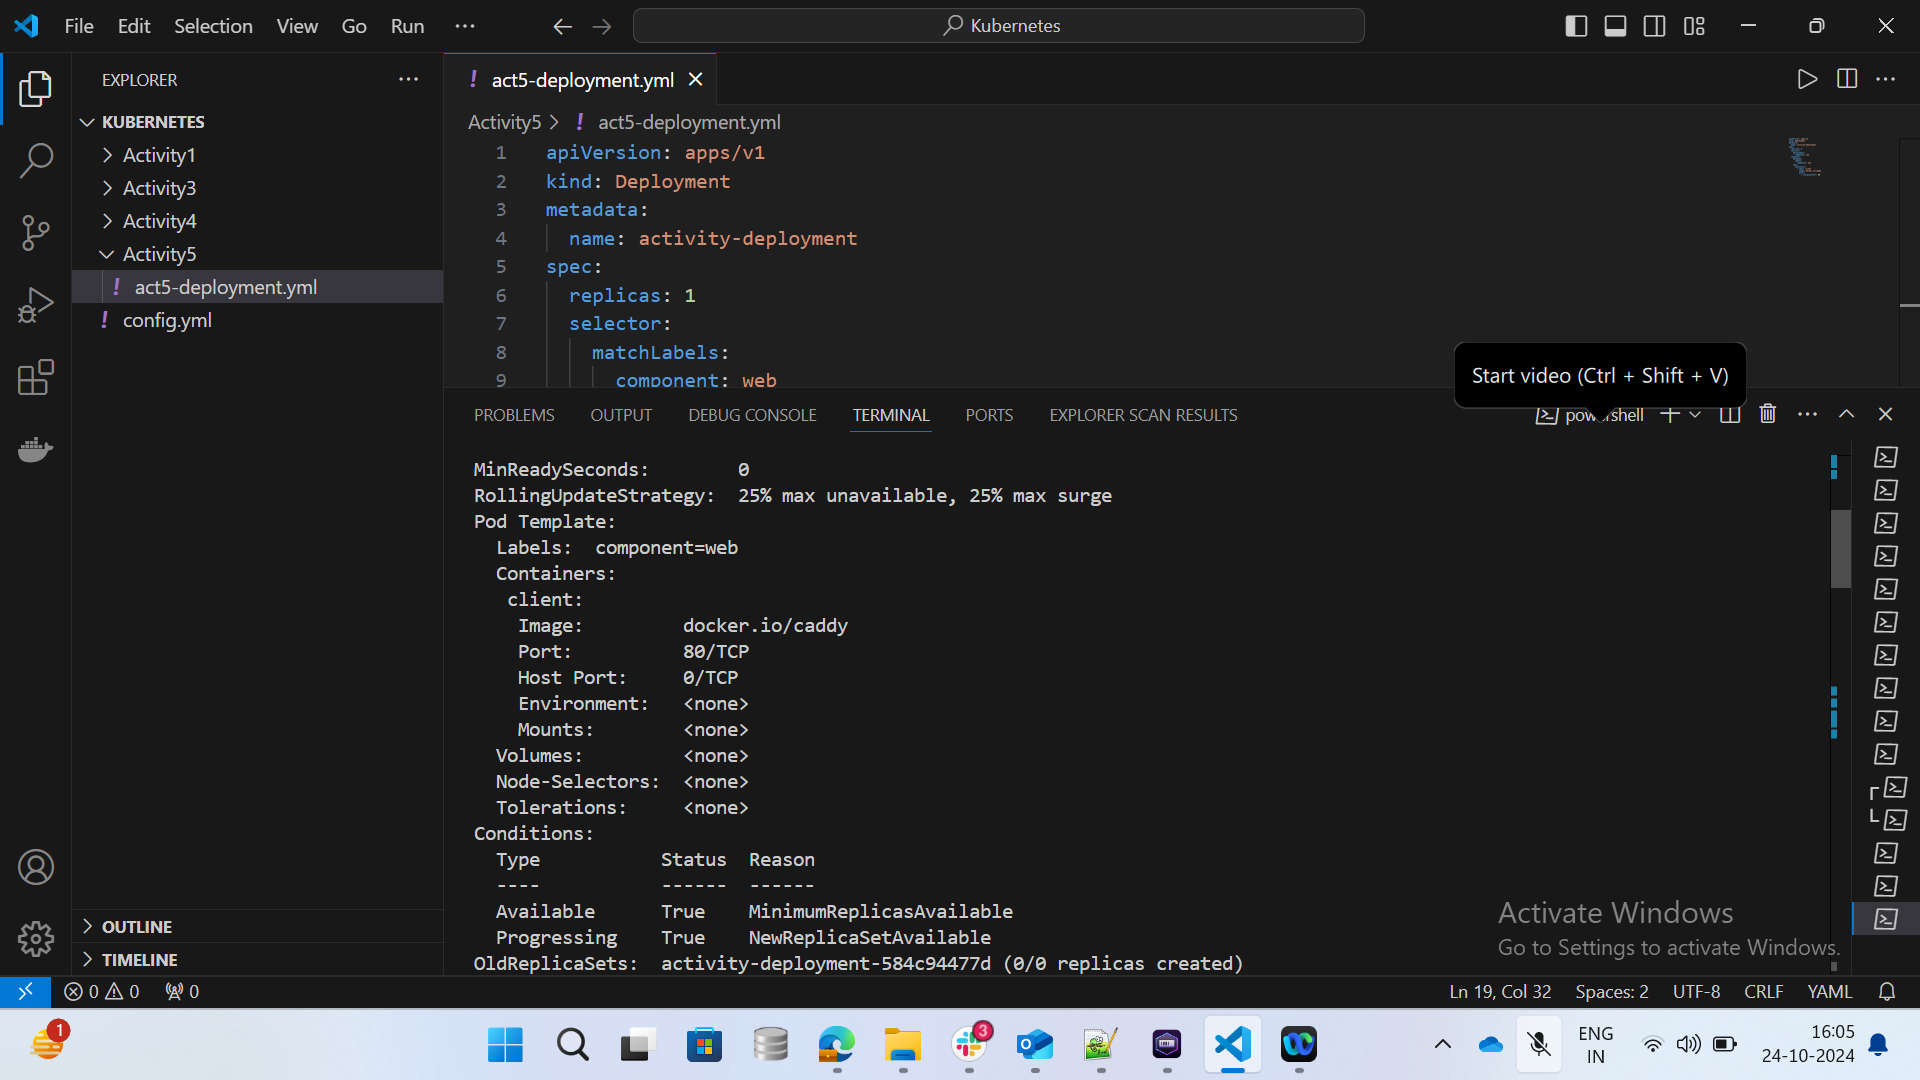 File Edit Selection View Go Run ··· Kubernetes
EXPLORER
KUBERNETES
Activity1
Activity3
Activity4
Activity5
! act5-deployment.yml
! config.yml
OUTLINE
TIMELINE
! act5-deployment.yml
Activity5 > ! act5-deployment.yml
1 apiVersion: apps/v1
2 kind: Deployment
3 metadata:
4 name: activity-deployment
5 spec:
6 replicas: 1
7 selector:
8 matchLabels:
9 component: web
Start video (Ctrl + Shift + V)
PROBLEMS OUTPUT DEBUG CONSOLE TERMINAL PORTS EXPLORER SCAN RESULTS powershell
MinReadySeconds: 0
RollingUpdateStrategy: 25% max unavailable, 25% max surge
Pod Template:
Labels: component=web
Containers:
client:
Image: docker.io/caddy
Port: 80/TCP
Host Port: 0/TCP
Environment: <none>
Mounts: <none>
Volumes: <none>
Node-Selectors: <none>
Tolerations: <none>
Conditions:
Type Status Reason
---- ------ ------
Available True MinimumReplicasAvailable
Progressing True NewReplicaSetAvailable
OldReplicaSets: activity-deployment-584c94477d (0/0 replicas created)
Activate Windows
Go to Settings to activate Windows.
0 0 0 Ln 19, Col 32 Spaces: 2 UTF-8 CRLF YAML
1 3 ENG 16:05
IN 24-10-2024